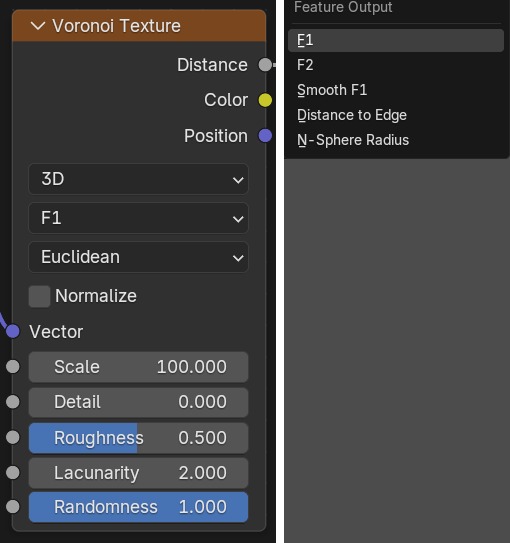 Voronoi Texture
Distance
Color
Position
3D
F1
Euclidean
Normalize
Vector
Scale 100.000
Detail 0.000
Roughness 0.500
Lacunarity 2.000
Randomness 1.000
Feature Output
F1
F2
Smooth F1
Distance to Edge
N-Sphere Radius